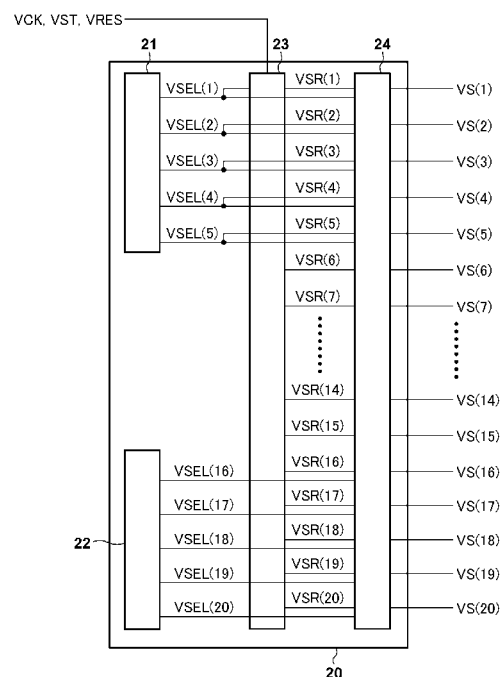 VCK, VST, VRES
21 23 24
VSEL(1) VSR(1) VS(1)
VSEL(2) VSR(2) VS(2)
VSEL(3) VSR(3) VS(3)
VSEL(4) VSR(4) VS(4)
VSEL(5) VSR(5) VS(5)
VSR(6) VS(6)
VSR(7) VS(7)
VSR(14) VS(14)
VSR(15) VS(15)
VSEL(16) VSR(16) VS(16)
VSEL(17) VSR(17) VS(17)
22 VSEL(18) VSR(18) VS(18)
VSEL(19) VSR(19) VS(19)
VSEL(20) VSR(20) VS(20)
20